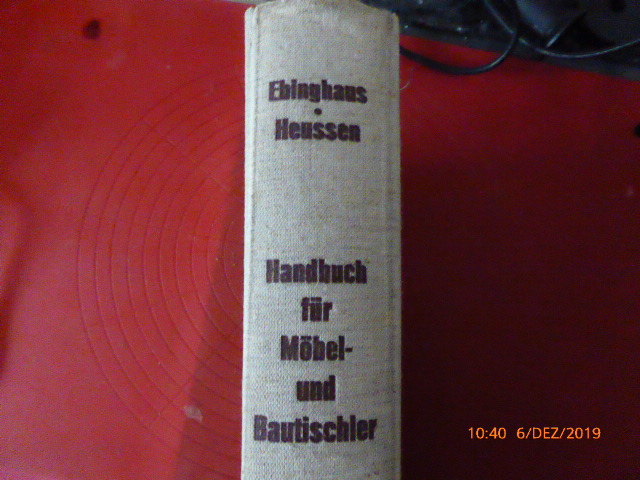 Ebinghaus
•
Heussen
Handbuch
für
Möbel-
und
Bautischler
10:40 6/DEZ/2019